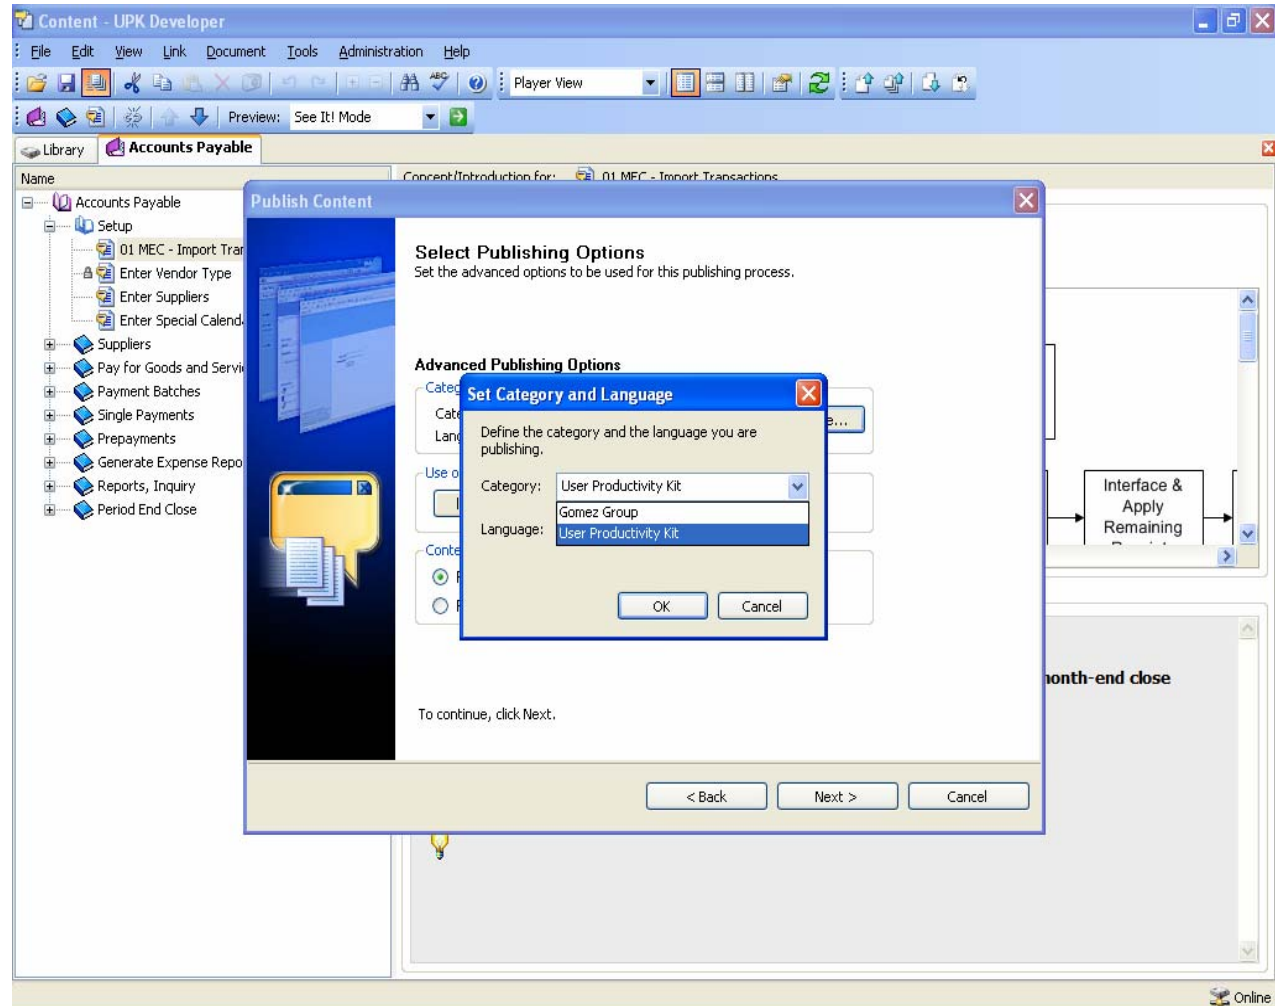 Content - UPK Developer
File Edit View Link Document Tools Administration Help
Player View
Preview: See It! Mode
Library Accounts Payable
Name
Concept/Introduction for: 01 MEC - Import Transactions
Accounts Payable
Setup
01 MEC - Import Tran
Enter Vendor Type
Enter Suppliers
Enter Special Calend
Suppliers
Pay for Goods and Servi
Payment Batches
Single Payments
Prepayments
Generate Expense Repo
Reports, Inquiry
Period End Close
Publish Content
Select Publishing Options
Set the advanced options to be used for this publishing process.
Advanced Publishing Options
Categ
Cate
Lang
e...
Use o
Conte
Set Category and Language
Define the category and the language you are
publishing.
Category: User Productivity Kit
Gomez Group
User Productivity Kit
Language:
OK Cancel
To continue, click Next.
< Back Next > Cancel
Interface &
Apply
Remaining
onth-end close
Online